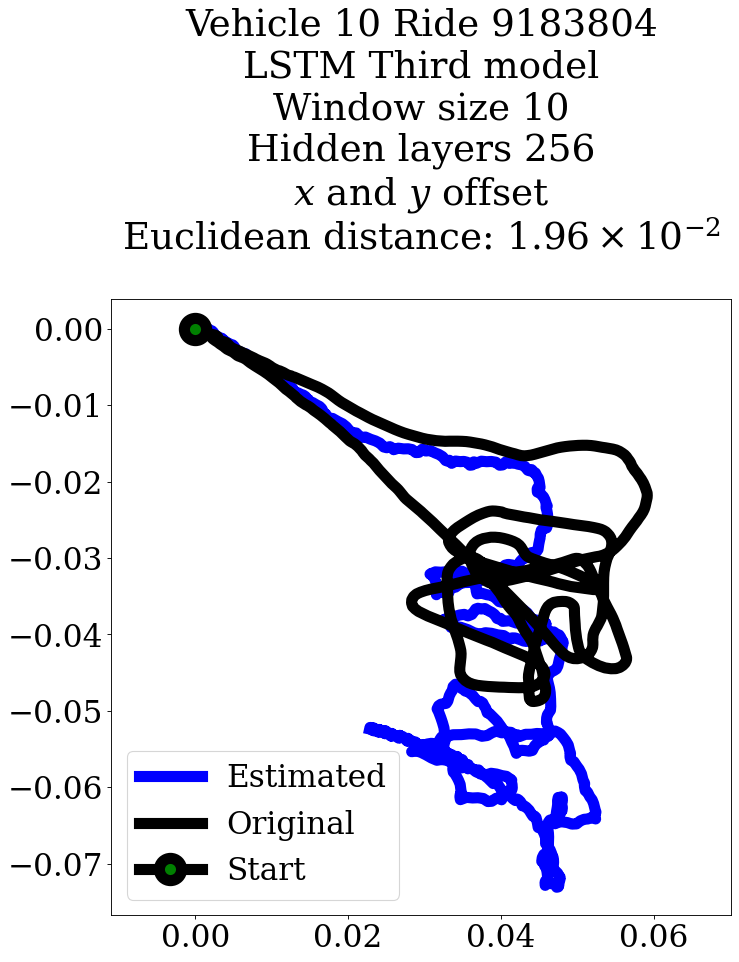 Vehicle 10 Ride 9183804
LSTM Third model
Window size 10
Hidden layers 256
x and y offset
Euclidean distance: 1.96 × 10⁻²
0.00
−0.01
−0.02
−0.03
−0.04
−0.05
−0.06
−0.07
Estimated
Original
Start
0.00 0.02 0.04 0.06